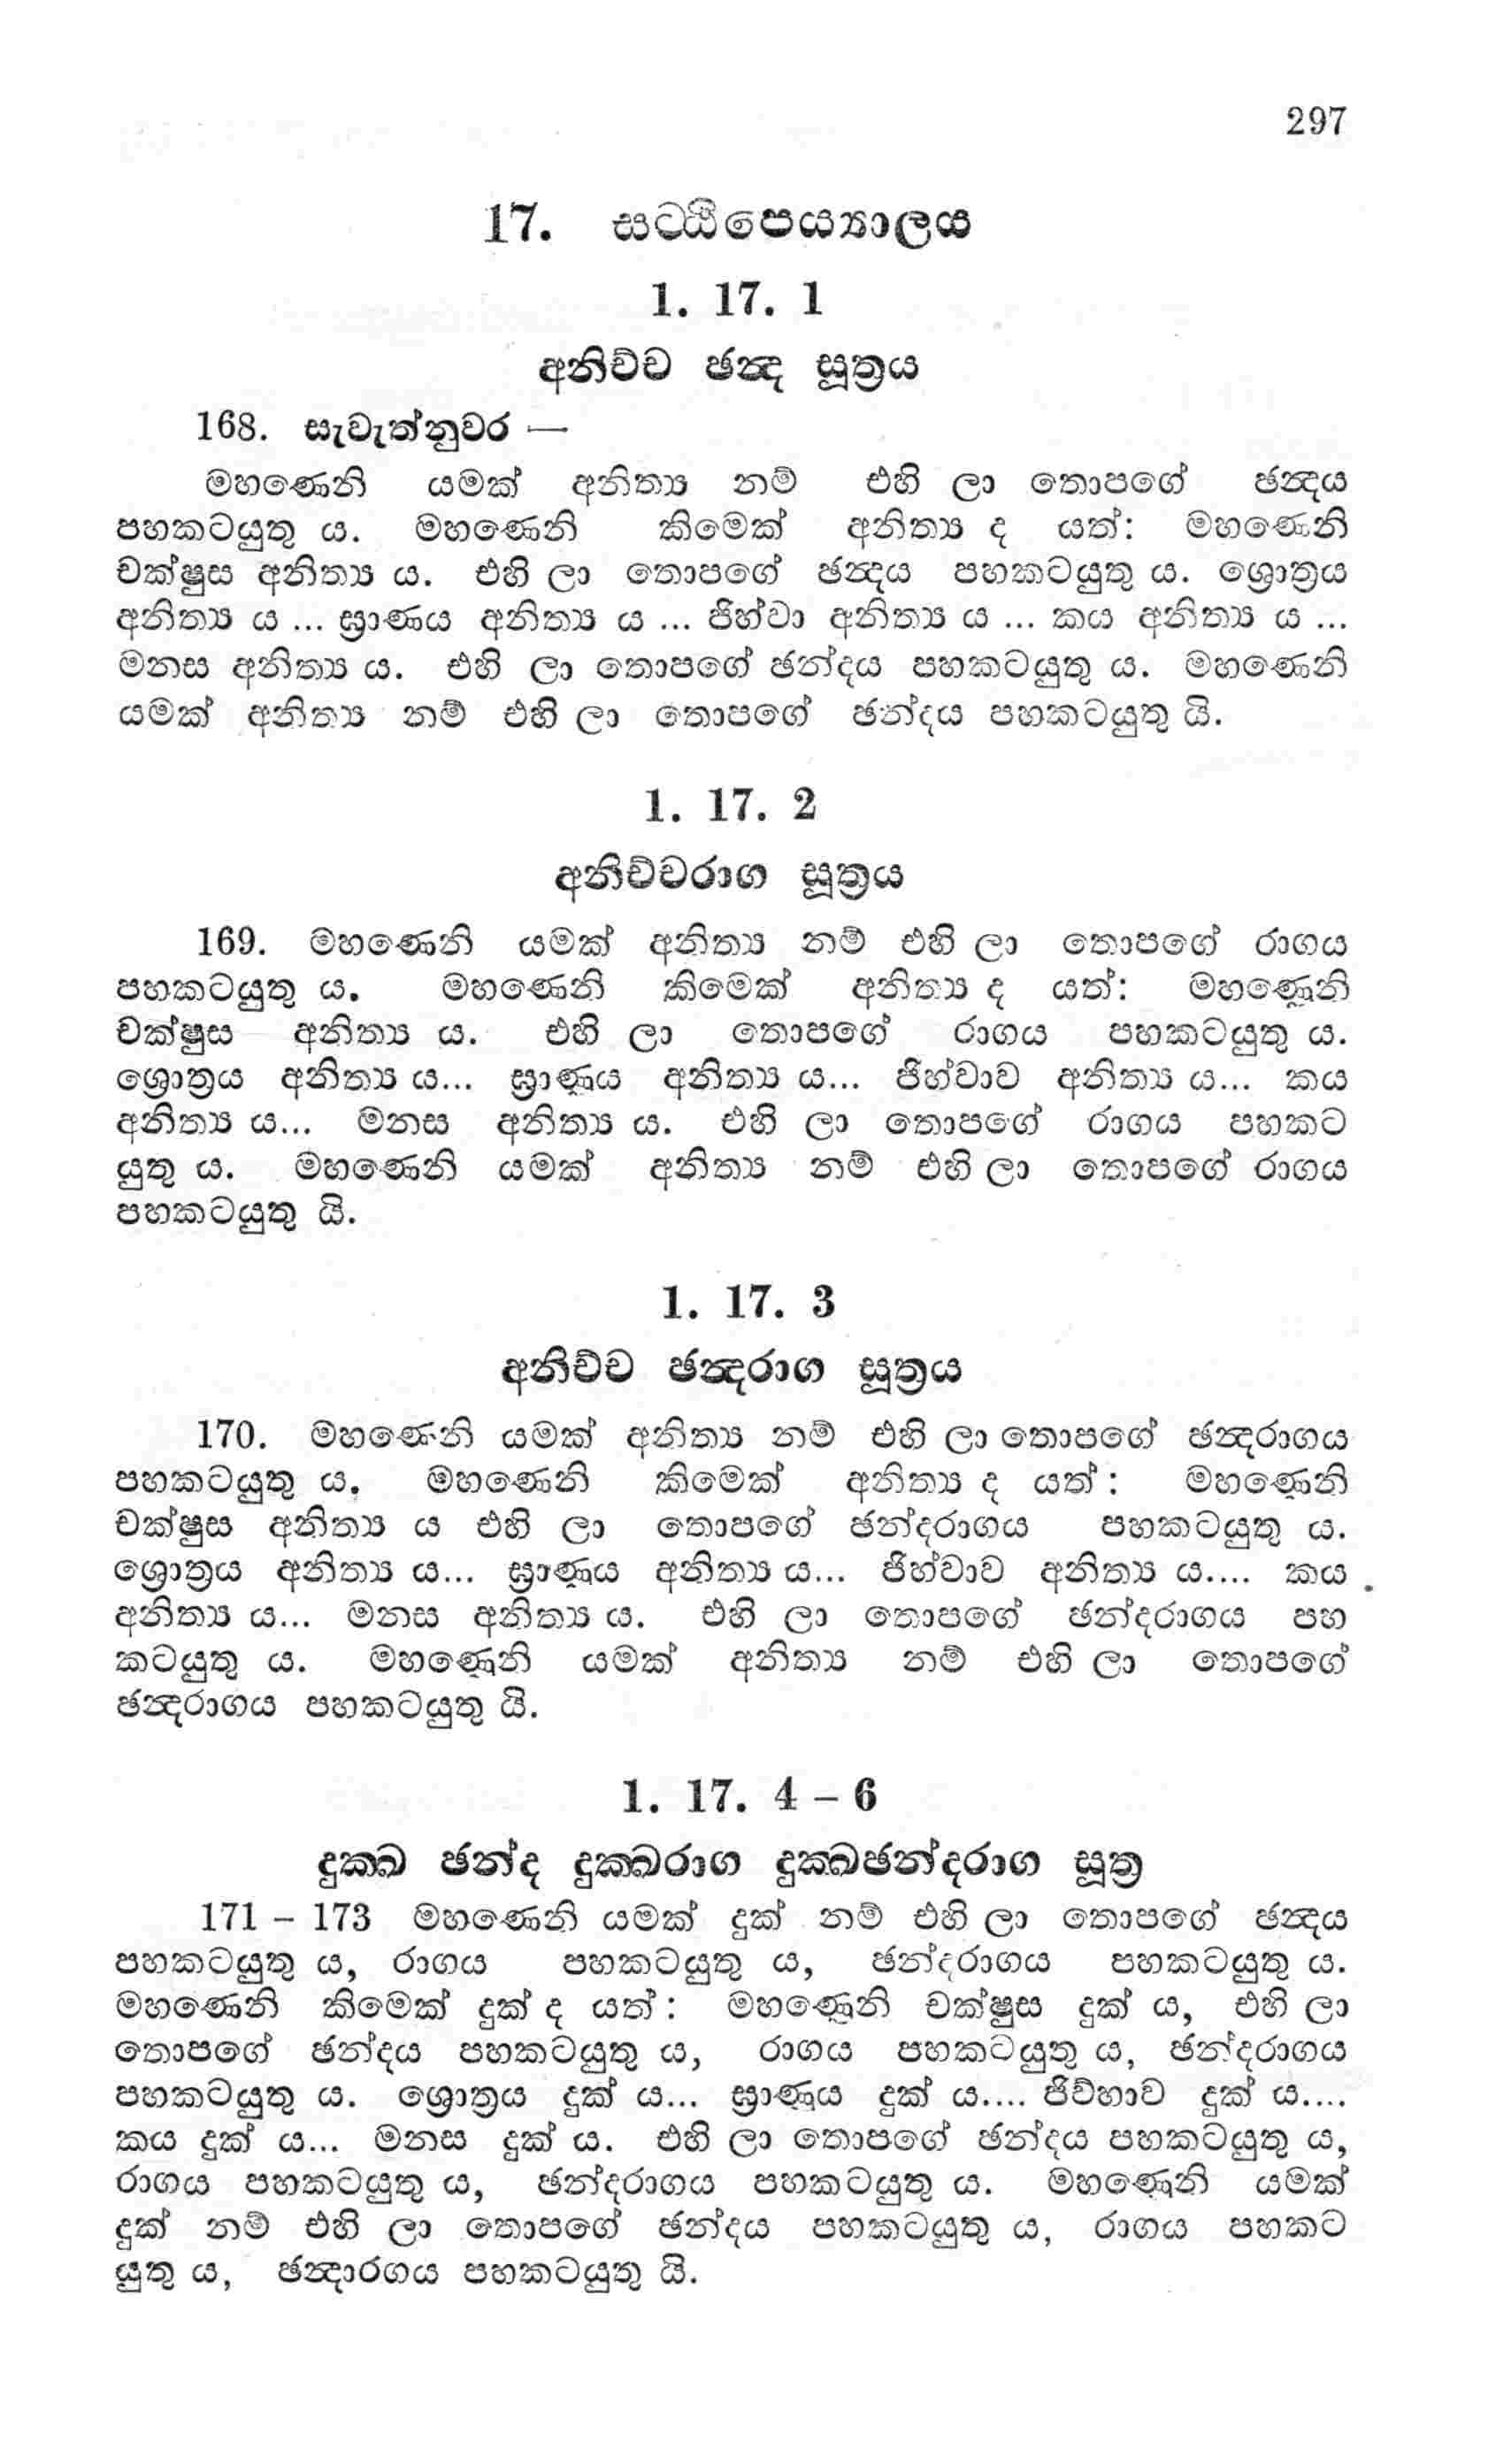 297
17. සට්ඨිපෙය්‍යාලය
1. 17. 1
අනිච්ච ඡන්‍ද සූත්‍රය
168. සැවැත්නුවර —
මහණෙනි යමක් අනිත්‍ය නම් එහි ලා තොපගේ ඡන්‍දය
පහකටයුතු ය. මහණෙනි කිමෙක් අනිත්‍ය ද යත්: මහණෙනි
චක්ෂුස අනිත්‍ය ය. එහි ලා තොපගේ ඡන්‍දය පහකටයුතු ය. ශ්‍රොත්‍රය
අනිත්‍ය ය ... ඝ්‍රාණය අනිත්‍ය ය ... ජිහ්වා අනිත්‍ය ය ... කය අනිත්‍ය ය ...
මනස අනිත්‍ය ය. එහි ලා තොපගේ ඡන්දය පහකටයුතු ය. මහණෙනි
යමක් අනිත්‍ය නම් එහි ලා තොපගේ ඡන්දය පහකටයුතු යි.
1. 17. 2
අනිච්චරාග සූත්‍රය
169. මහණෙනි යමක් අනිත්‍ය නම් එහි ලා තොපගේ රාගය
පහකටයුතු ය. මහණෙනි කිමෙක් අනිත්‍ය ද යත්: මහණෙනි
චක්ෂුස අනිත්‍ය ය. එහි ලා තොපගේ රාගය පහකටයුතු ය.
ශ්‍රොත්‍රය අනිත්‍ය ය... ඝ්‍රාණය අනිත්‍ය ය... ජිහ්වාව අනිත්‍ය ය... කය
අනිත්‍ය ය... මනස අනිත්‍ය ය. එහි ලා තොපගේ රාගය පහකට
යුතු ය. මහණෙනි යමක් අනිත්‍ය නම් එහි ලා තොපගේ රාගය
පහකටයුතු යි.
1. 17. 3
අනිච්ච ඡන්‍දරාග සූත්‍රය
170. මහණෙනි යමක් අනිත්‍ය නම් එහි ලා තොපගේ ඡන්‍දරාගය
පහකටයුතු ය. මහණෙනි කිමෙක් අනිත්‍ය ද යත් : මහණෙනි
චක්ෂුස අනිත්‍ය ය එහි ලා තොපගේ ඡන්දරාගය පහකටයුතු ය.
ශ්‍රොත්‍රය අනිත්‍ය ය... ඝ්‍රාණය අනිත්‍ය ය... ජිහ්වාව අනිත්‍ය ය.... කය
අනිත්‍ය ය... මනස අනිත්‍ය ය. එහි ලා තොපගේ ඡන්දරාගය පහ
කටයුතු ය. මහණෙනි යමක් අනිත්‍ය නම් එහි ලා තොපගේ
ඡන්‍දරාගය පහකටයුතු යි.
1. 17. 4 – 6
දුක්ඛ ඡන්ද දුක්ඛරාග දුක්ඛඡන්දරාග සූත්‍ර
171 – 173 මහණෙනි යමක් දුක් නම් එහි ලා තොපගේ ඡන්‍දය
පහකටයුතු ය, රාගය පහකටයුතු ය, ඡන්දරාගය පහකටයුතු ය.
මහණෙනි කිමෙක් දුක් ද යත් : මහණෙනි චක්ෂුස දුක් ය, එහි ලා
තොපගේ ඡන්දය පහකටයුතු ය, රාගය පහකටයුතු ය, ඡන්දරාගය
පහකටයුතු ය. ශ්‍රොත්‍රය දුක් ය... ඝ්‍රාණය දුක් ය.... ජිව්හාව දුක් ය....
කය දුක් ය... මනස දුක් ය. එහි ලා තොපගේ ඡන්දය පහකටයුතු ය,
රාගය පහකටයුතු ය, ඡන්දරාගය පහකටයුතු ය. මහණෙනි යමක්
දුක් නම් එහි ලා තොපගේ ඡන්දය පහකටයුතු ය, රාගය පහකට
යුතු ය, ඡන්‍දාරගය පහකටයුතු යි.